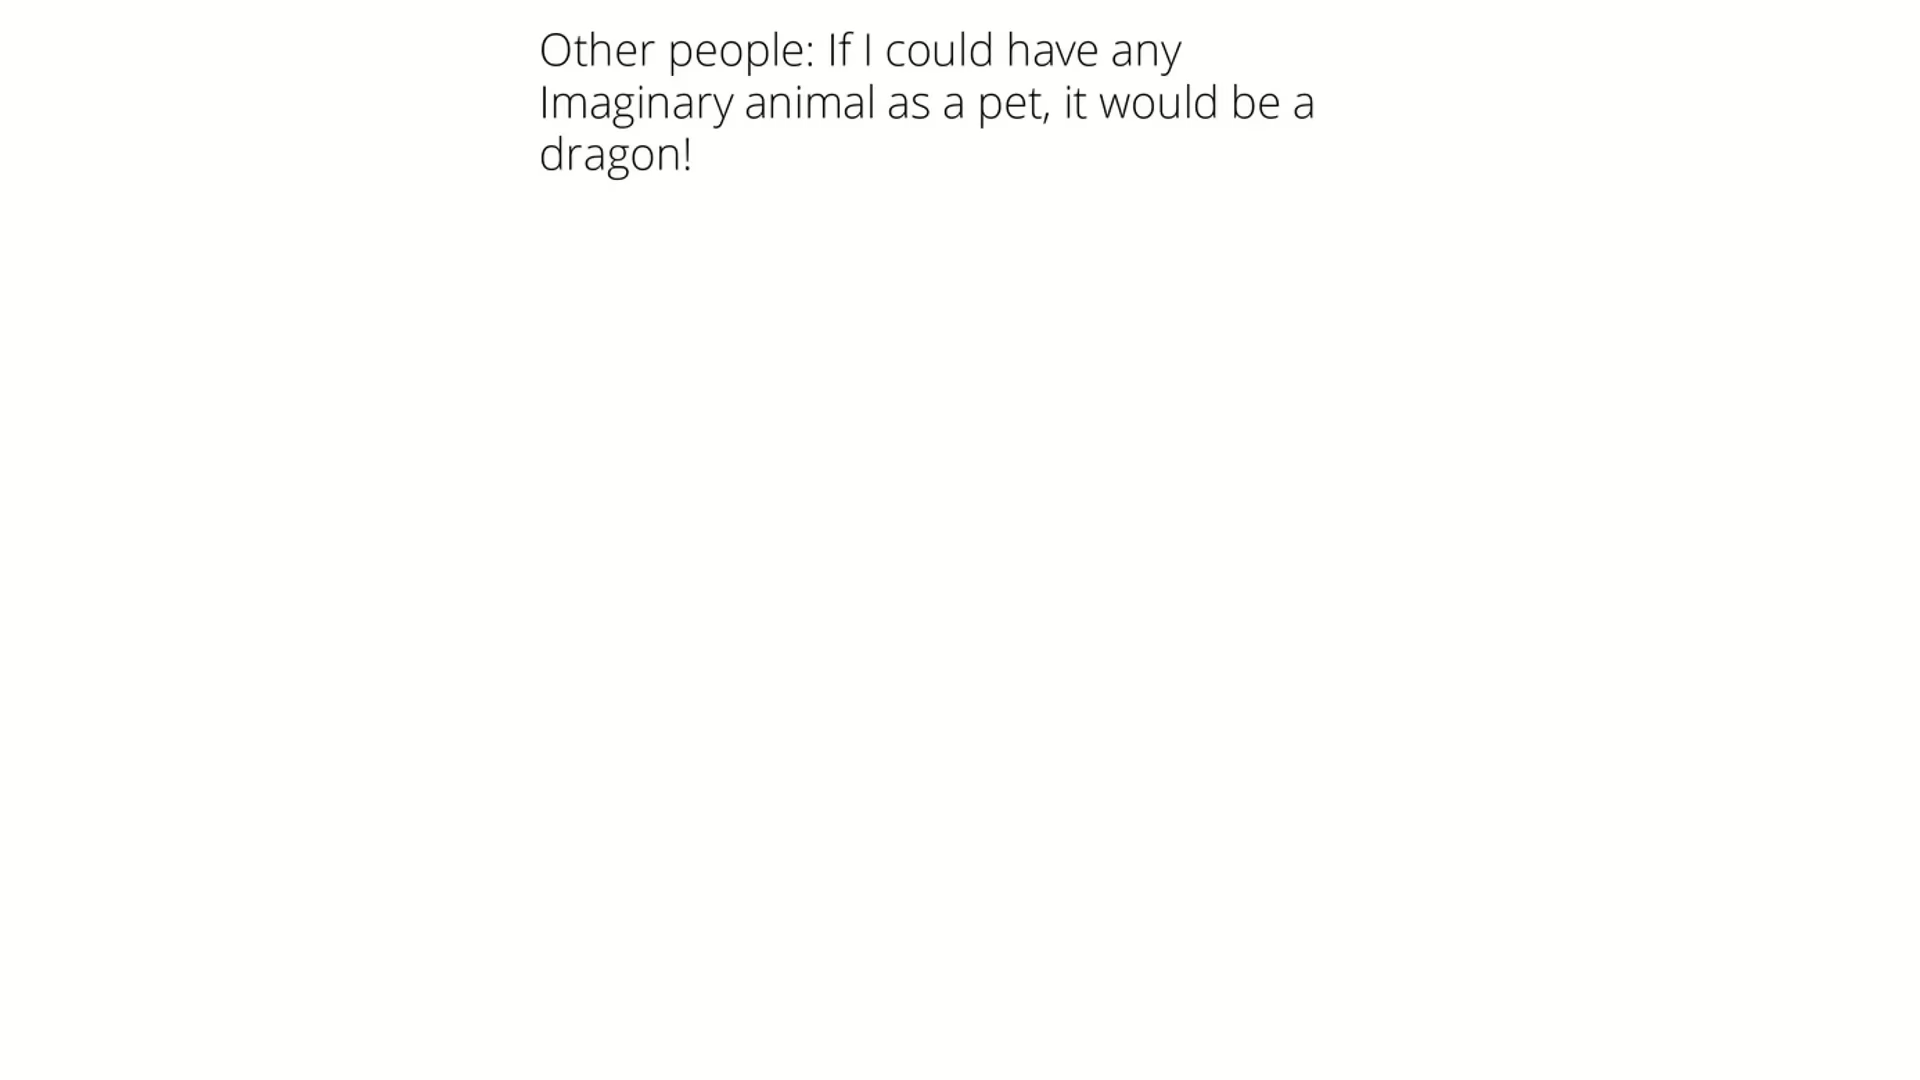 Other people: If I could have any
Imaginary animal as a pet, it would be a
dragon!